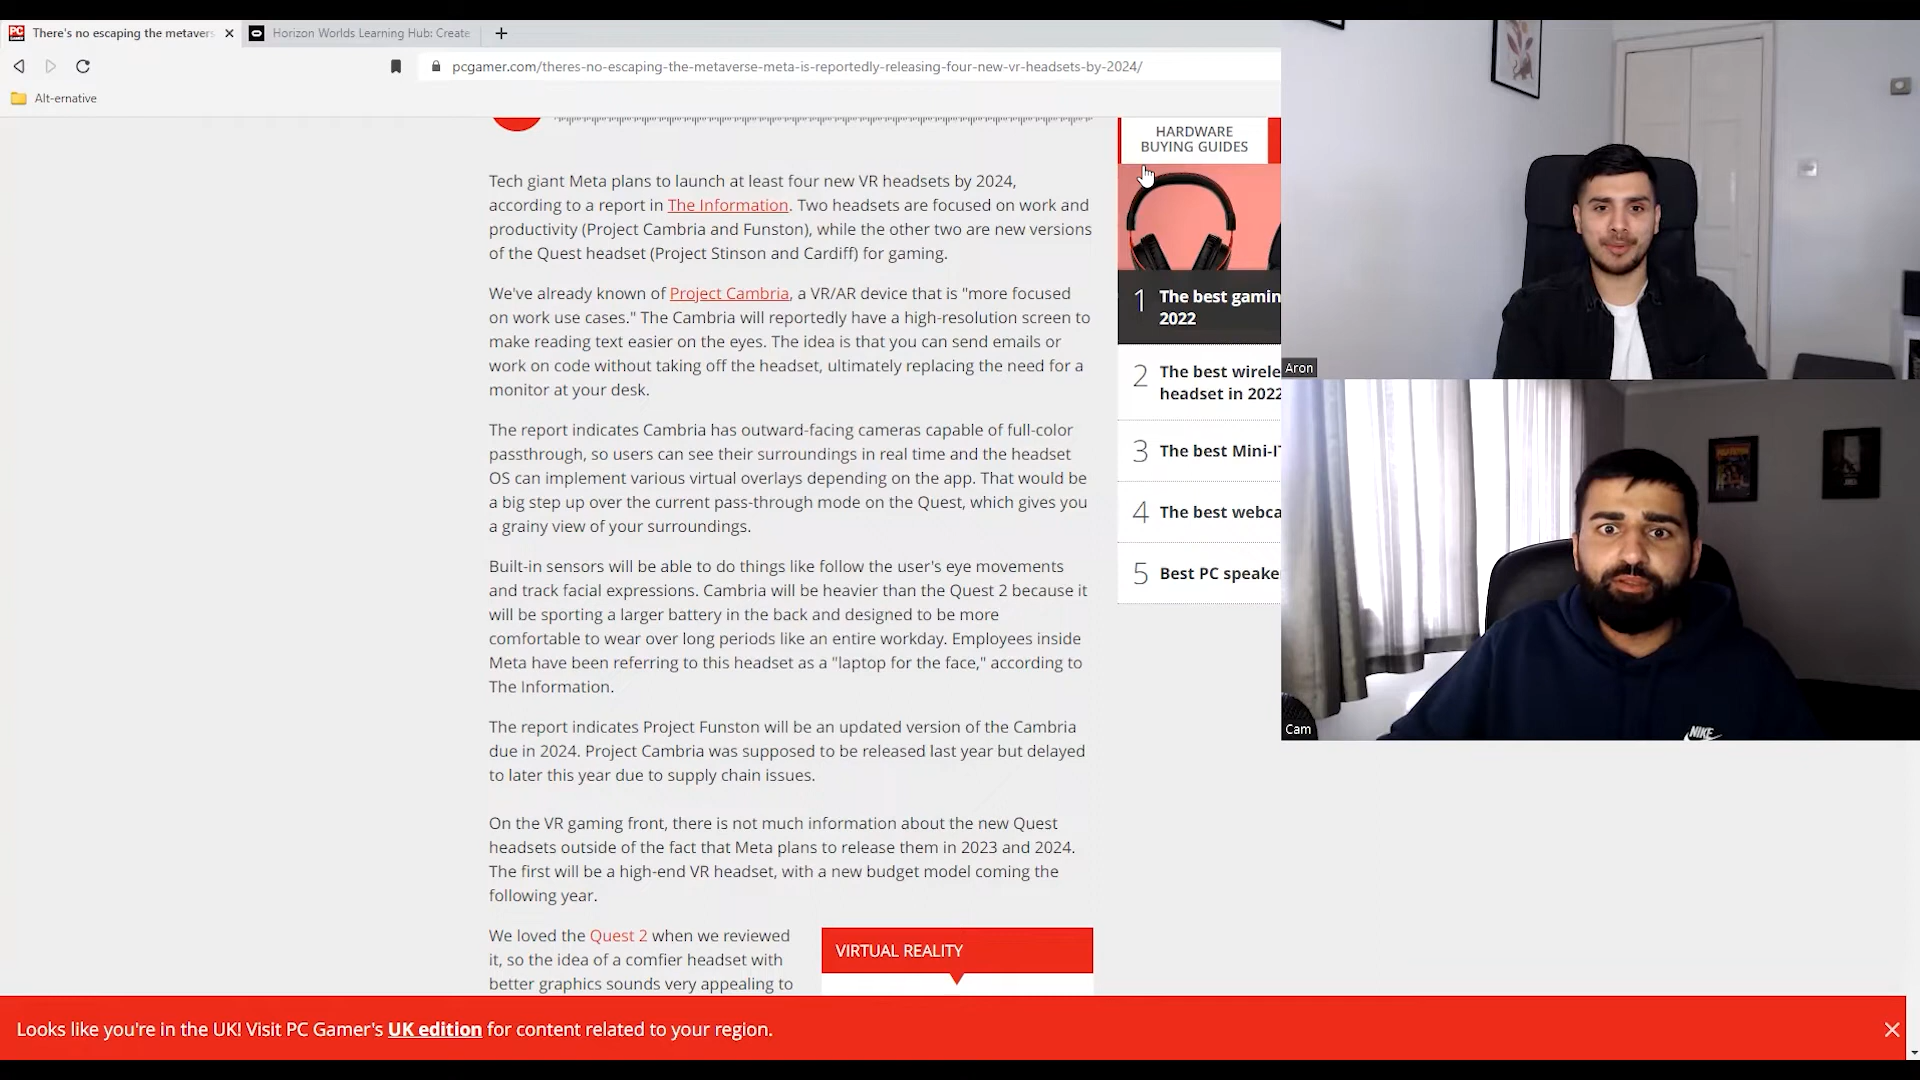 There's no escaping the metavers
Horizon Worlds Learning Hub: Create
pcgamer.com/theres-no-escaping-the-metaverse-meta-is-reportedly-releasing-four-new-vr-headsets-by-2024/
Alt-ernative
Tech giant Meta plans to launch at least four new VR headsets by 2024,
according to a report in The Information. Two headsets are focused on work and
productivity (Project Cambria and Funston), while the other two are new versions
of the Quest headset (Project Stinson and Cardiff) for gaming.
We've already known of Project Cambria, a VR/AR device that is "more focused
on work use cases." The Cambria will reportedly have a high-resolution screen to
make reading text easier on the eyes. The idea is that you can send emails or
work on code without taking off the headset, ultimately replacing the need for a
monitor at your desk.
The report indicates Cambria has outward-facing cameras capable of full-color
passthrough, so users can see their surroundings in real time and the headset
OS can implement various virtual overlays depending on the app. That would be
a big step up over the current pass-through mode on the Quest, which gives you
a grainy view of your surroundings.
Built-in sensors will be able to do things like follow the user's eye movements
and track facial expressions. Cambria will be heavier than the Quest 2 because it
will be sporting a larger battery in the back and designed to be more
comfortable to wear over long periods like an entire workday. Employees inside
Meta have been referring to this headset as a "laptop for the face," according to
The Information.
The report indicates Project Funston will be an updated version of the Cambria
due in 2024. Project Cambria was supposed to be released last year but delayed
to later this year due to supply chain issues.
On the VR gaming front, there is not much information about the new Quest
headsets outside of the fact that Meta plans to release them in 2023 and 2024.
The first will be a high-end VR headset, with a new budget model coming the
following year.
We loved the Quest 2 when we reviewed
it, so the idea of a comfier headset with
better graphics sounds very appealing to
VIRTUAL REALITY
HARDWARE
BUYING GUIDES
1 The best gamin
2022
2 The best wirele
headset in 2022
3 The best Mini-IT
4 The best webca
5 Best PC speake
Aron
Cam
NIKE
Looks like you're in the UK! Visit PC Gamer's UK edition for content related to your region.